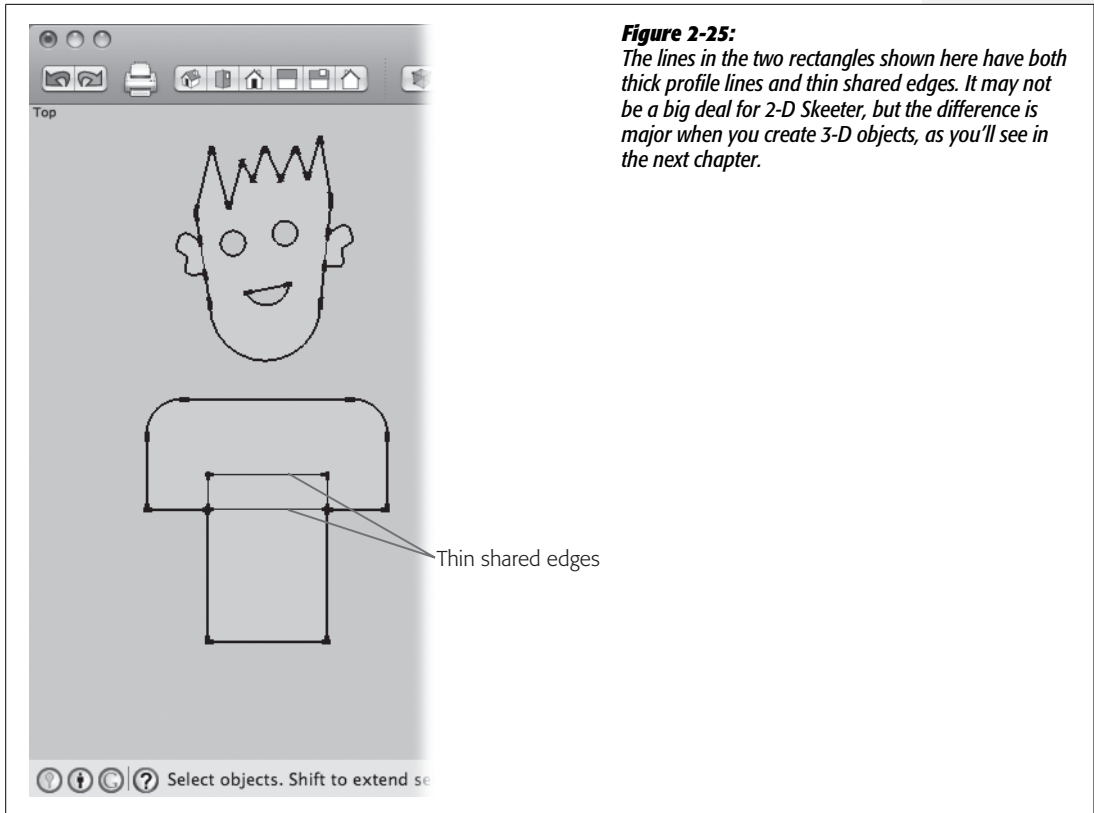 Figure 2-25:
The lines in the two rectangles shown here have both
thick profile lines and thin shared edges. It may not
be a big deal for 2-D Skeeter, but the difference is
major when you create 3-D objects, as you'll see in
the next chapter.
Top
Thin shared edges
Select objects. Shift to extend se